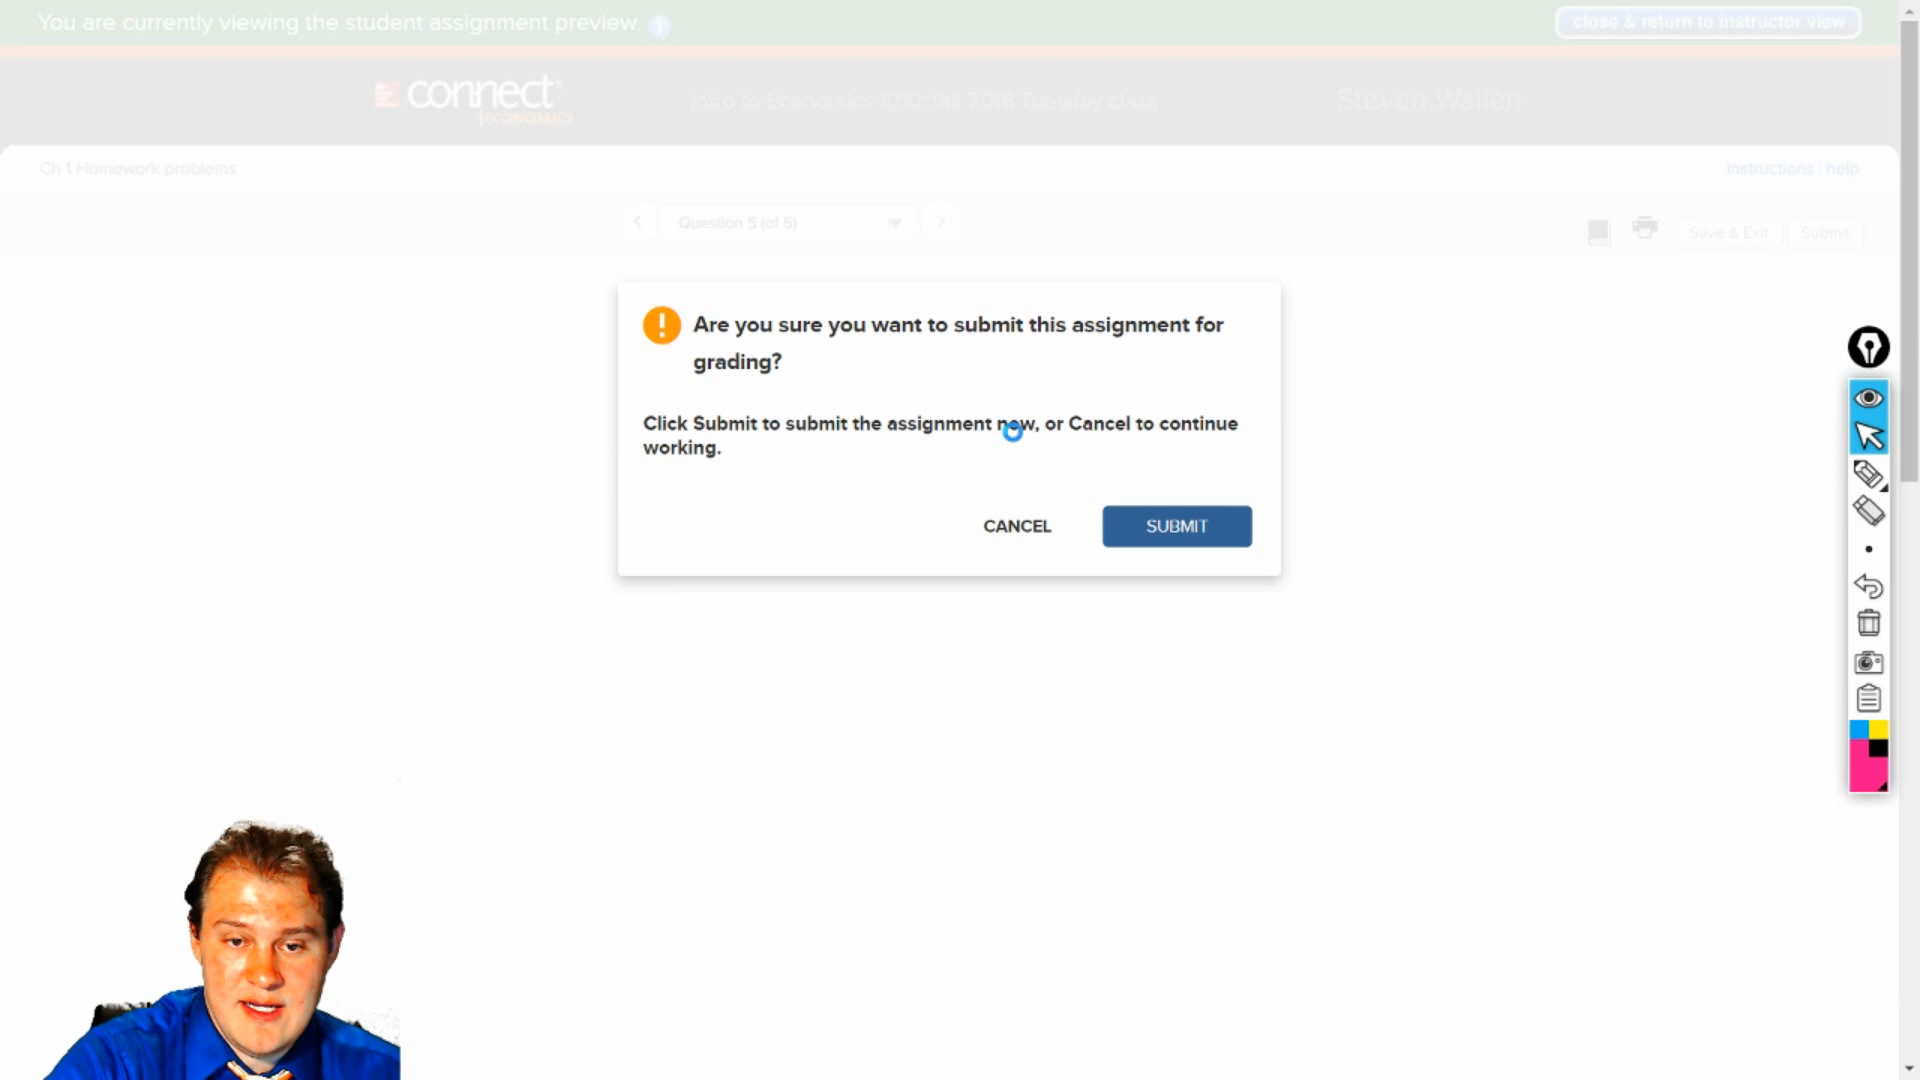 You are currently viewing the student assignment preview.
close & return to instructor view
connect
ECONOMICS
Intro to Economics 1010: fall 2018 Tuesday class
Steven Wallen
Ch 1 Homework problems
instructions | help
Question 5 (of 5)
Save & Exit
Submit
Are you sure you want to submit this assignment for
grading?
Click Submit to submit the assignment now, or Cancel to continue
working.
CANCEL
SUBMIT